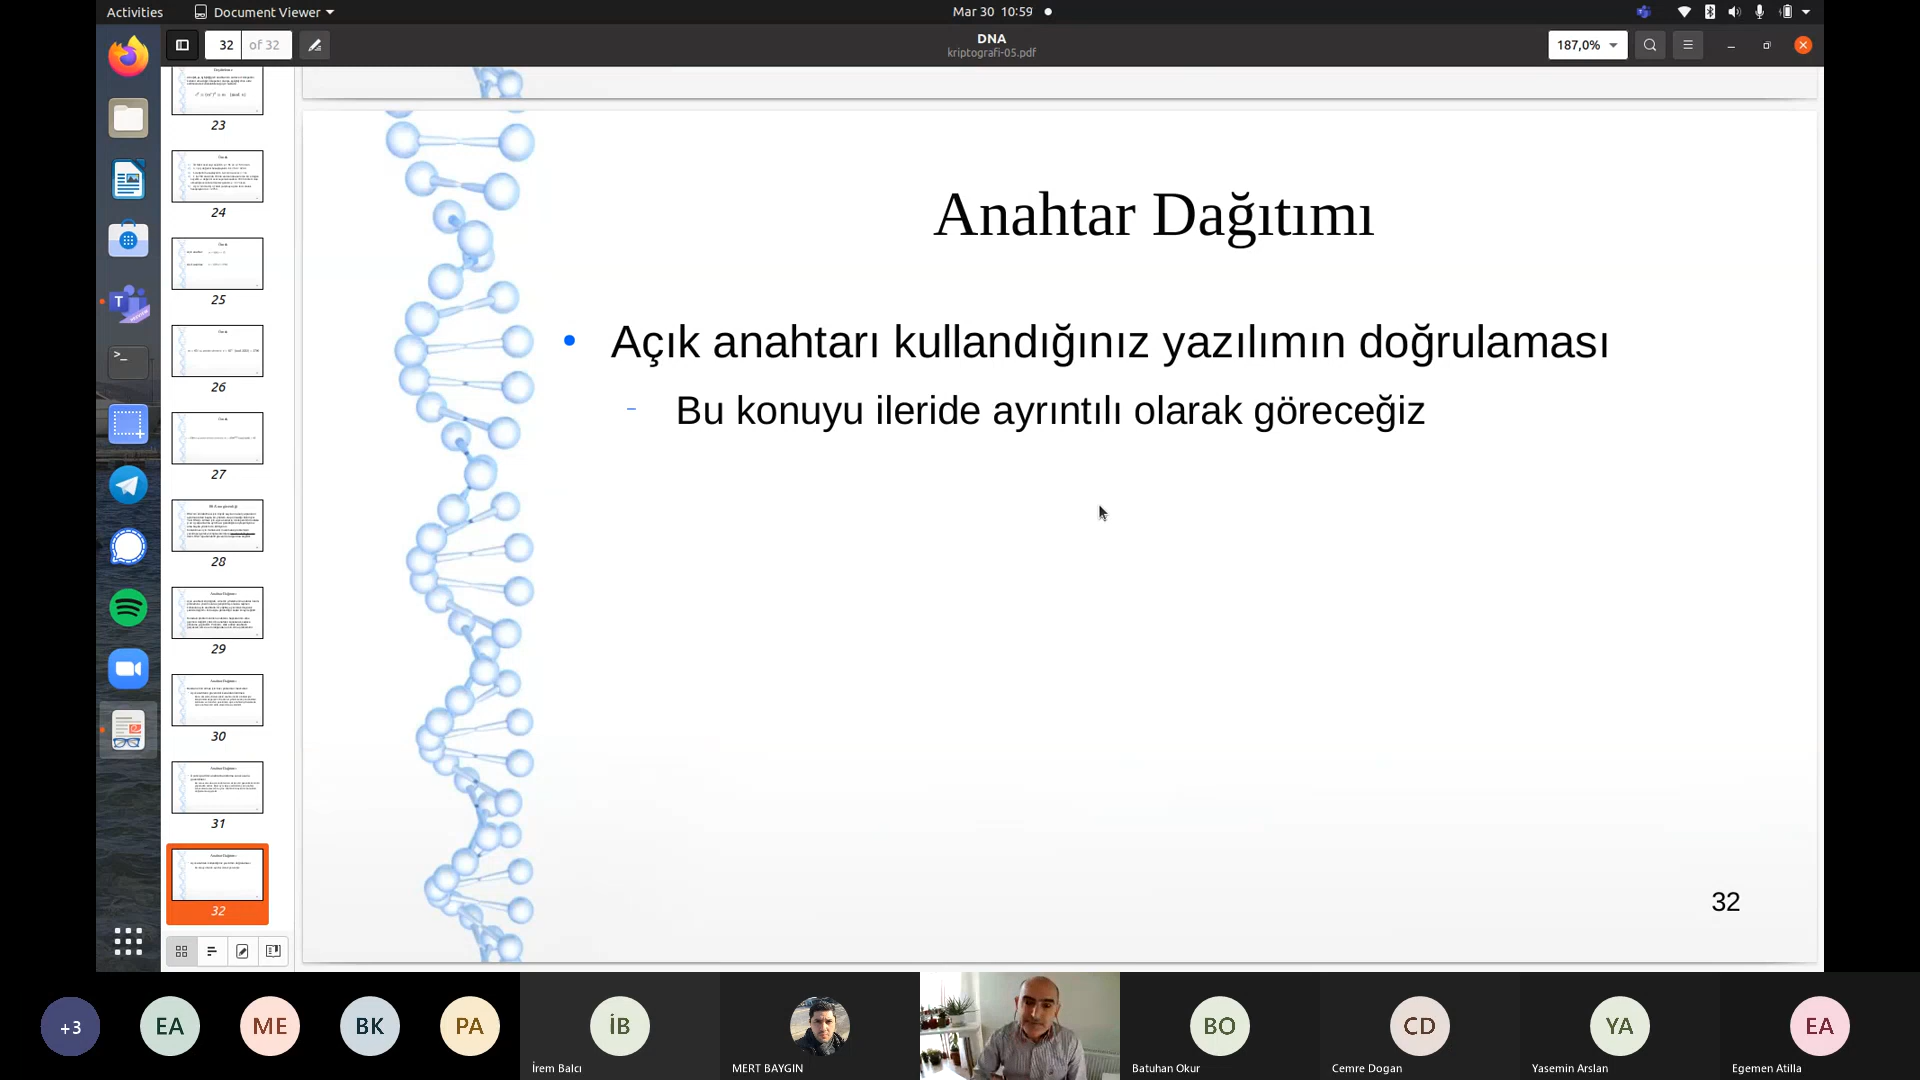 Activities
Document Viewer
Mar 30 10:59
32
of 32
DNA
kriptografi-05.pdf
187,0%
23
24
25
26
27
28
29
30
31
32
Anahtar Dağıtımı
Açık anahtarı kullandığınız yazılımın doğrulaması
Bu konuyu ileride ayrıntılı olarak göreceğiz
32
+3
EA
ME
BK
PA
İB
İrem Balcı
MERT BAYGIN
BO
Batuhan Okur
CD
Cemre Dogan
YA
Yasemin Arslan
EA
Egemen Atilla